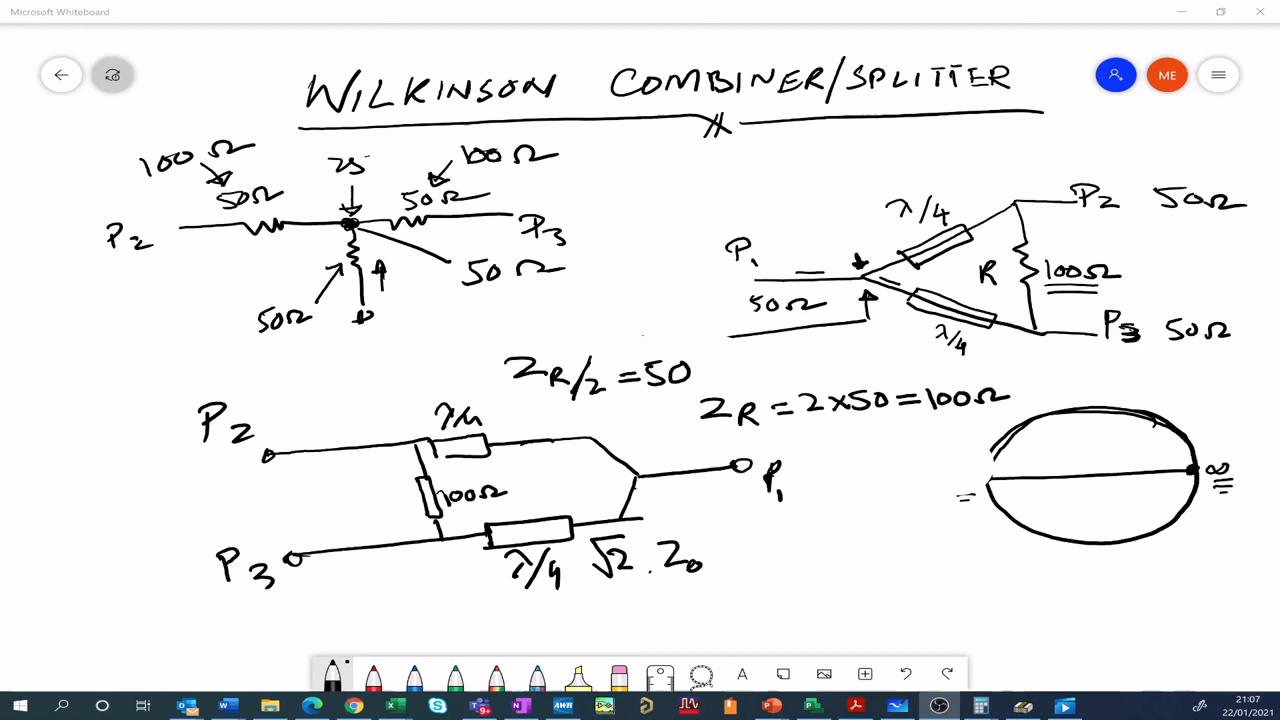 Microsoft Whiteboard
ME
WILKINSON COMBINER/SPLITTER
100 Ω
25
100 Ω
50Ω
50Ω
P2
P3
50Ω
50 Ω
λ/4
P2 50Ω
P1
R
100Ω
50Ω
λ/4
P3 50Ω
ZR/2 = 50
ZR = 2×50 = 100Ω
P2
λ/4
100Ω
P1
P3
λ/4 √2 . Z0
=
∞
A
21:07
22/01/2021